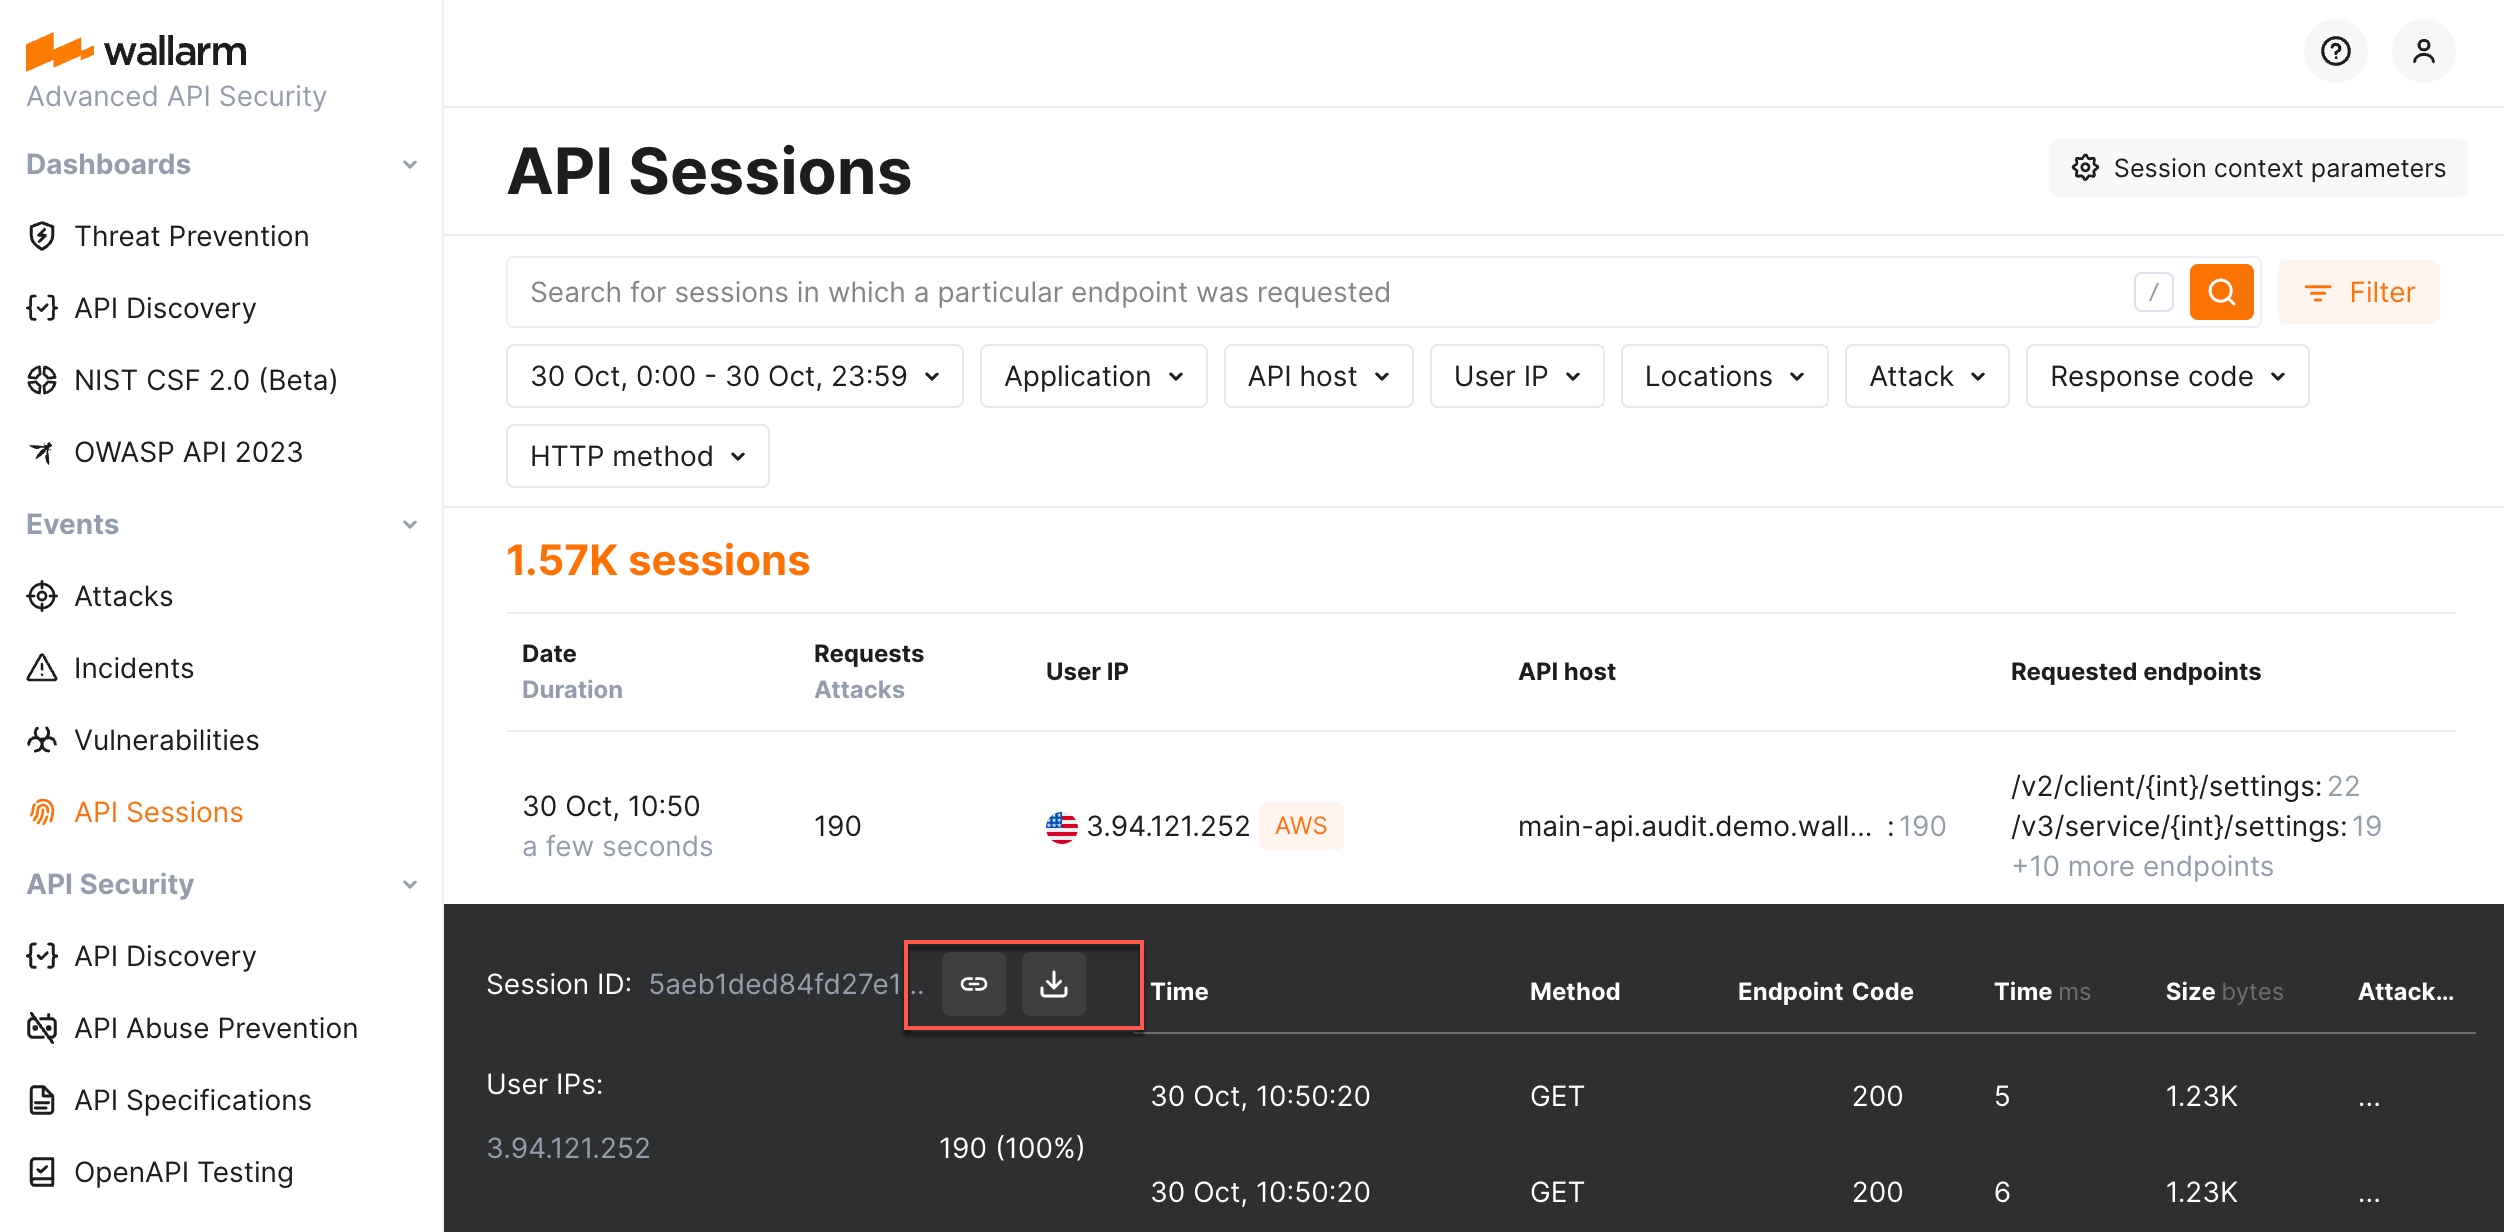 wallarm
Advanced API Security
Dashboards
Threat Prevention
API Discovery
NIST CSF 2.0 (Beta)
OWASP API 2023
Events
Attacks
Incidents
Vulnerabilities
API Sessions
API Security
API Discovery
API Abuse Prevention
API Specifications
OpenAPI Testing
API Sessions
Session context parameters
Search for sessions in which a particular endpoint was requested /
Filter
30 Oct, 0:00 - 30 Oct, 23:59 Application API host User IP Locations Attack Response code
HTTP method
1.57K sessions
Date Requests User IP API host Requested endpoints
Duration Attacks
30 Oct, 10:50
a few seconds
190
3.94.121.252 AWS
main-api.audit.demo.wall... :190
/v2/client/{int}/settings:22
/v3/service/{int}/settings:19
+10 more endpoints
Session ID: 5aeb1ded84fd27e1...
User IPs:
3.94.121.252 190 (100%)
Time Method Endpoint Code Time ms Size bytes Attack...
30 Oct, 10:50:20 GET 200 5 1.23K ...
30 Oct, 10:50:20 GET 200 6 1.23K ...